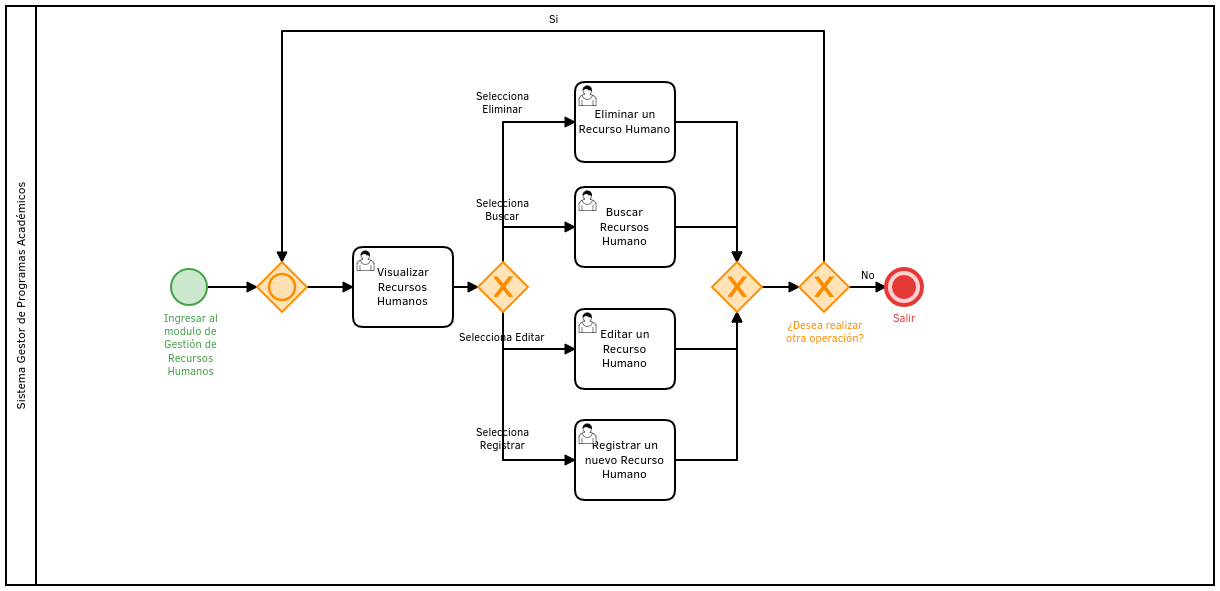 Sistema Gestor de Programas Académicos
Si
Selecciona
Eliminar
Eliminar un
Recurso Humano
Selecciona
Buscar
Buscar
Recursos
Humano
Visualizar
Recursos
Humanos
Ingresar al
modulo de
Gestión de
Recursos
Humanos
Selecciona Editar
Editar un
Recurso
Humano
Selecciona
Registrar
Registrar un
nuevo Recurso
Humano
¿Desea realizar
otra operación?
No
Salir